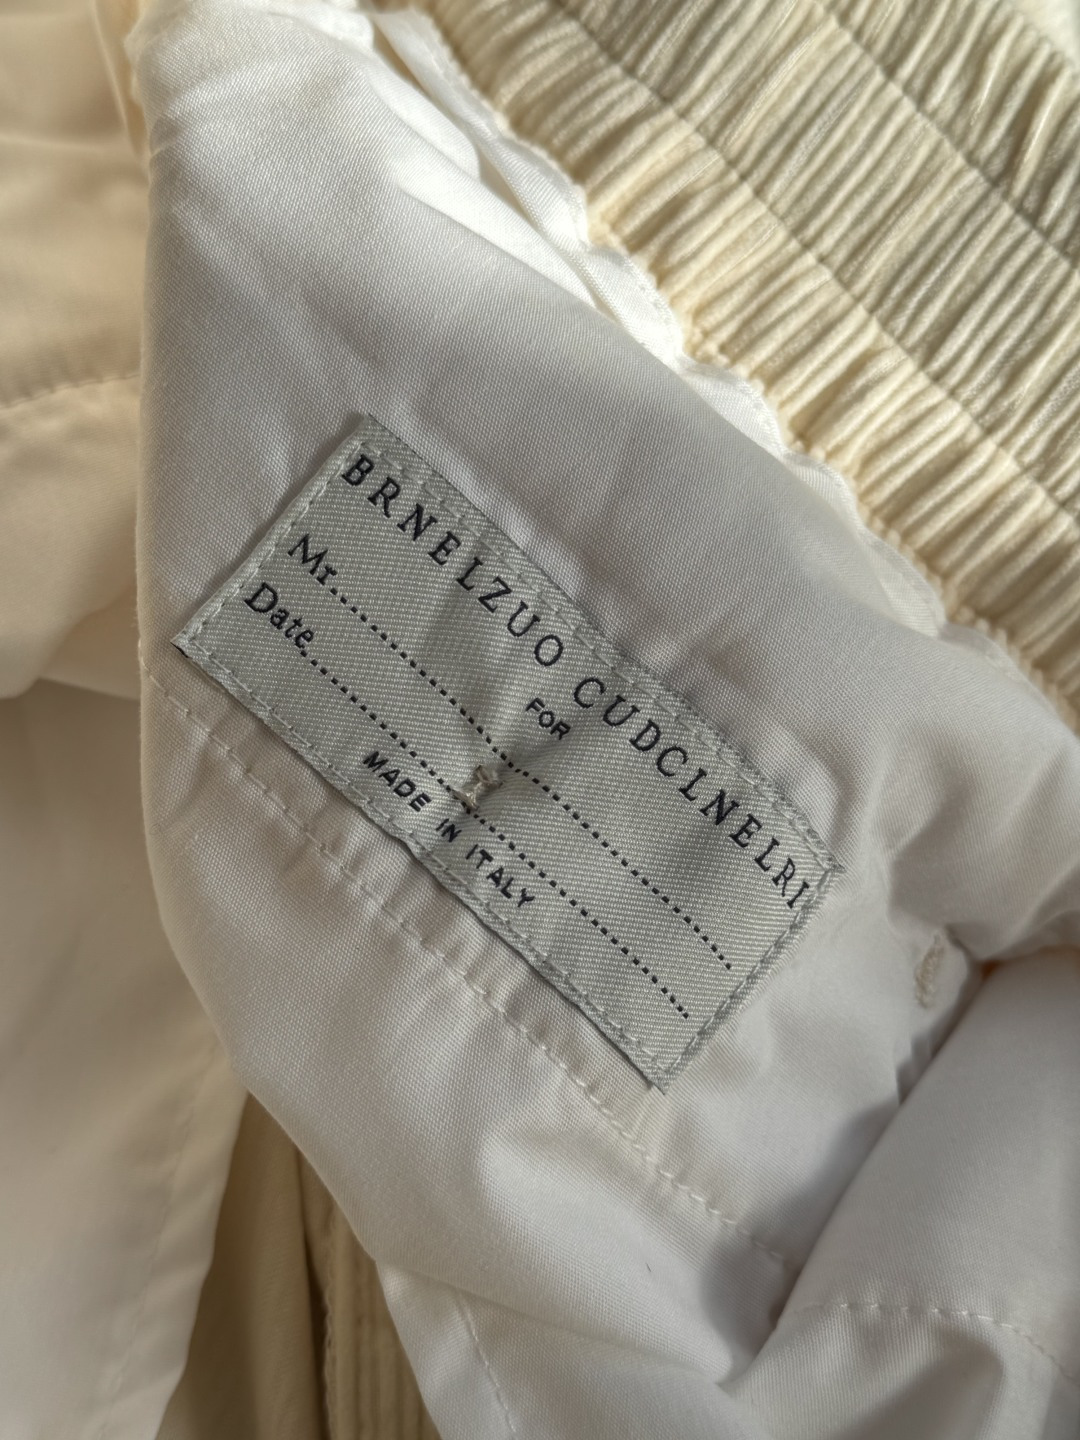 BRNELZUO CUDCLNELRI
FOR
Mr.
Date
MADE IN ITALY